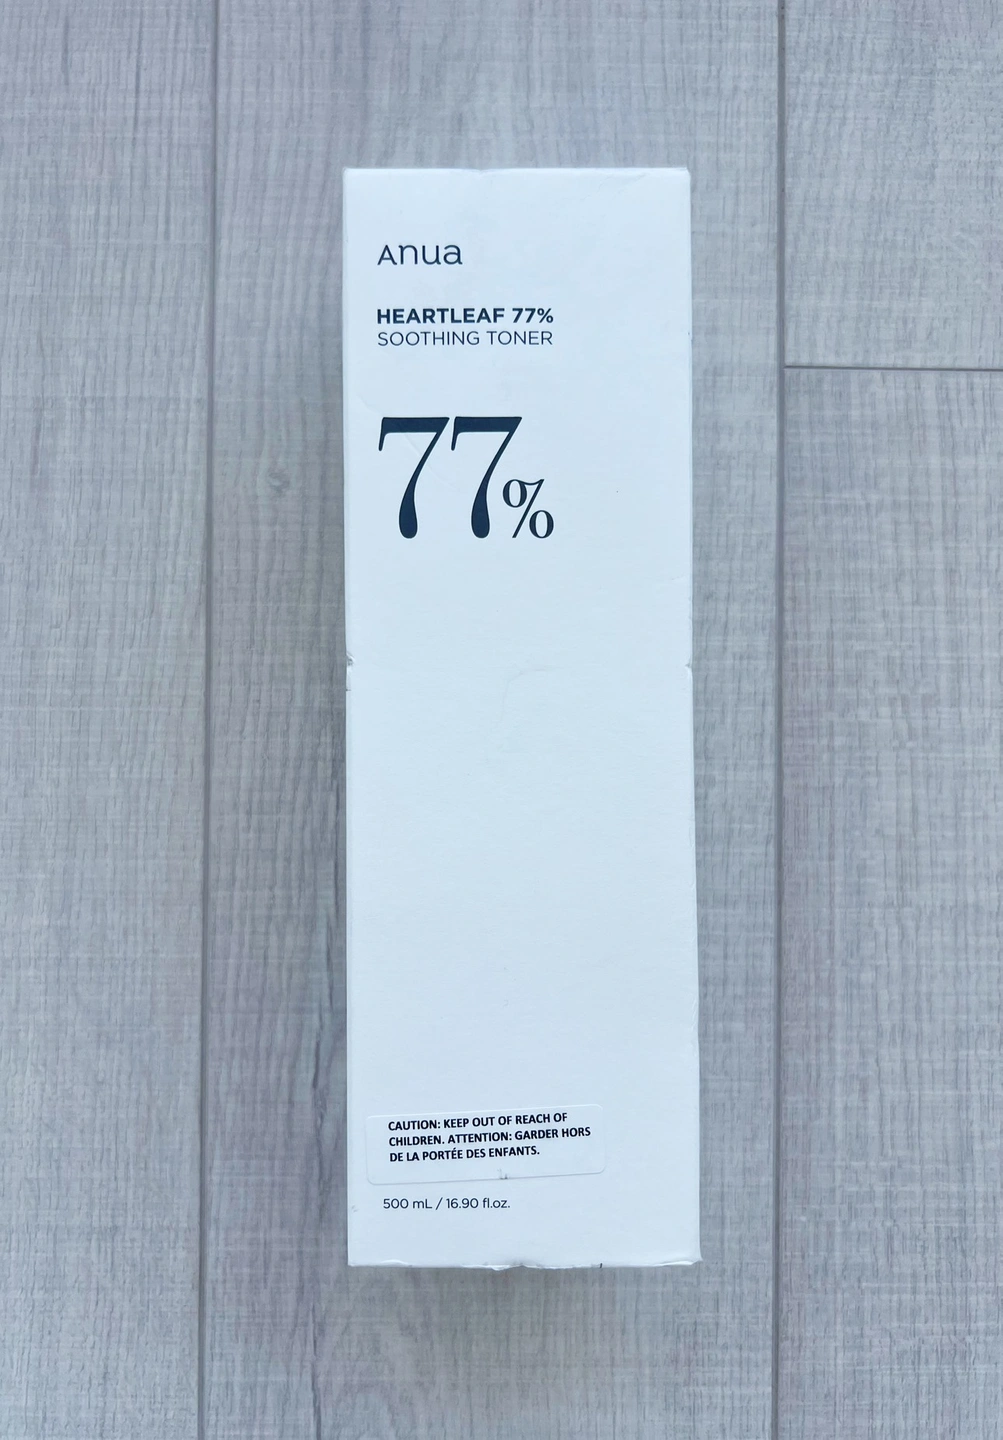 Anua
HEARTLEAF 77%
SOOTHING TONER
77%
CAUTION: KEEP OUT OF REACH OF
CHILDREN. ATTENTION: GARDER HORS
DE LA PORTÉE DES ENFANTS.
500 mL / 16.90 fl.oz.